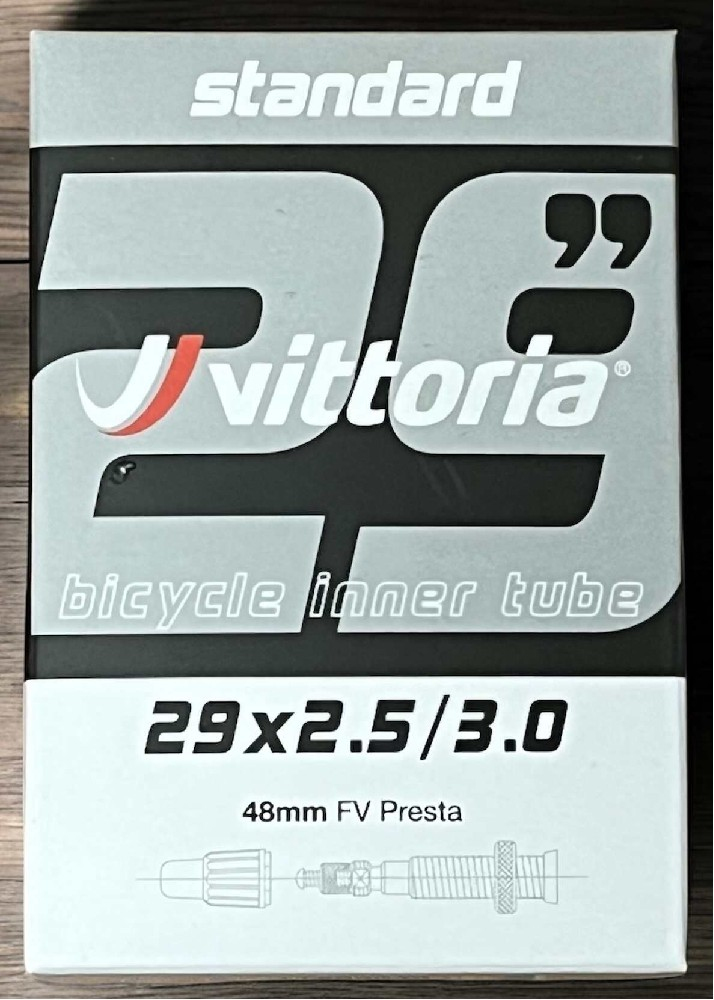 standard
29”
vittoria®
bicycle inner tube
29x2.5/3.0
48mm FV Presta